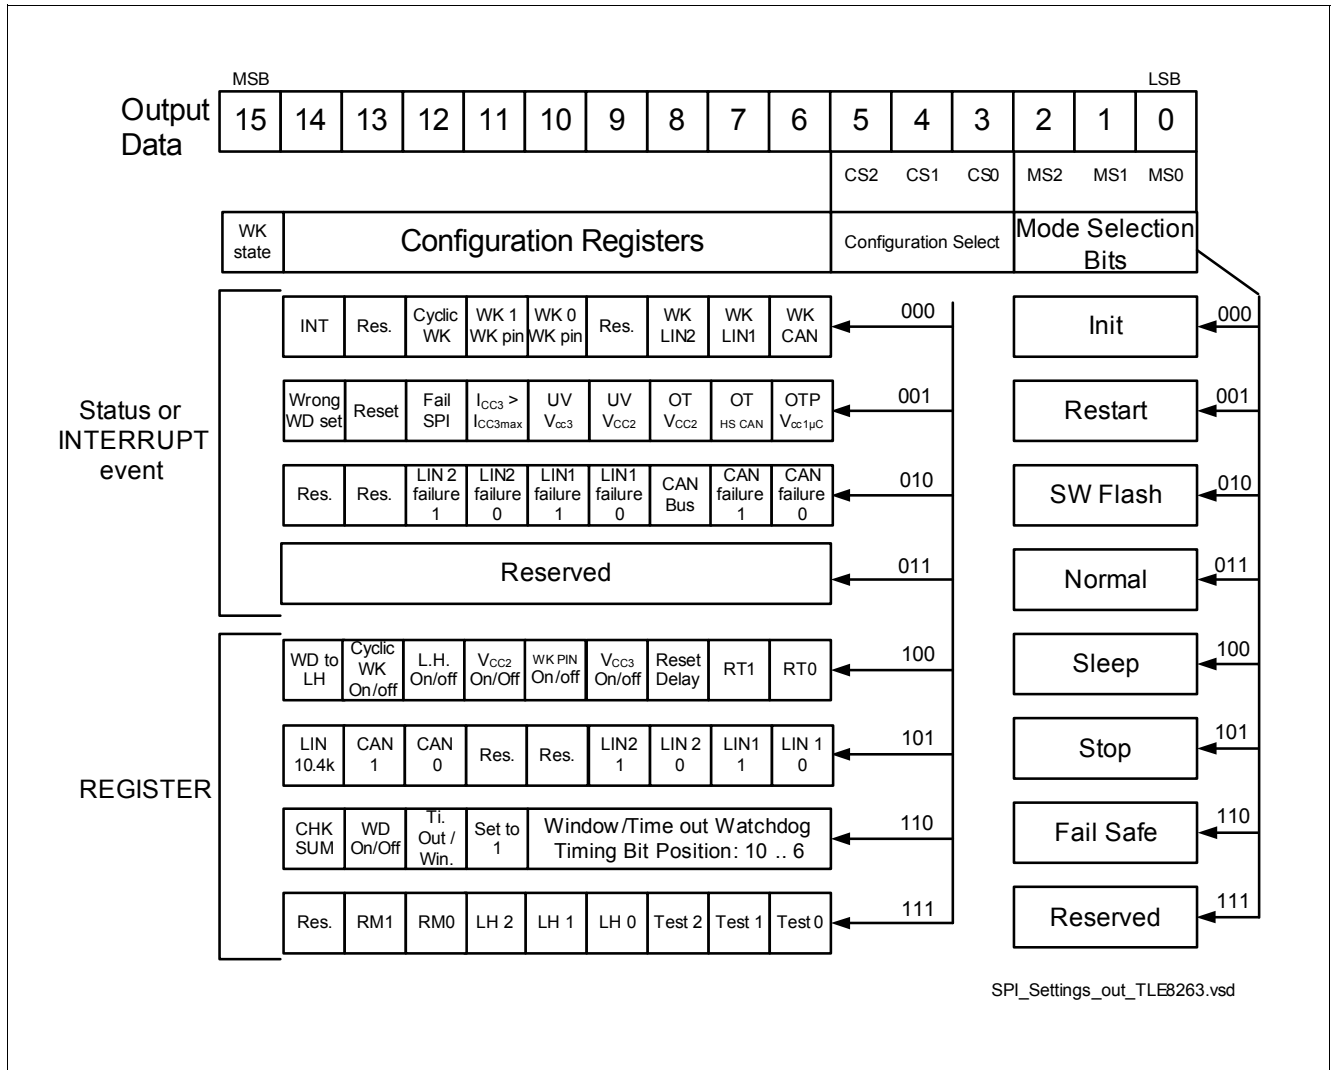 MSB LSB
Output Data 15 14 13 12 11 10 9 8 7 6 5 4 3 2 1 0
CS2 CS1 CS0 MS2 MS1 MS0
WK state Configuration Registers Configuration Select Mode Selection Bits
Status or INTERRUPT event
INT Res. Cyclic WK WK 1 WK pin WK 0 WK pin Res. WK LIN2 WK LIN1 WK CAN 000 Init 000
Wrong WD set Reset Fail SPI ICC3 > ICC3max UV Vcc3 UV VCC2 OT VCC2 OT HS CAN OTP Vcc1µC 001 Restart 001
Res. Res. LIN 2 failure 1 LIN2 failure 0 LIN1 failure 1 LIN1 failure 0 CAN Bus CAN failure 1 CAN failure 0 010 SW Flash 010
Reserved 011 Normal 011
REGISTER
WD to LH Cyclic WK On/off L.H. On/off VCC2 On/Off WK PIN On/off VCC3 On/off Reset Delay RT1 RT0 100 Sleep 100
LIN 10.4k CAN 1 CAN 0 Res. Res. LIN2 1 LIN 2 0 LIN1 1 LIN 1 0 101 Stop 101
CHK SUM WD On/Off Ti. Out / Win. Set to 1 Window/Time out Watchdog Timing Bit Position: 10 .. 6 110 Fail Safe 110
Res. RM1 RM0 LH 2 LH 1 LH 0 Test 2 Test 1 Test 0 111 Reserved 111
SPI_Settings_out_TLE8263.vsd